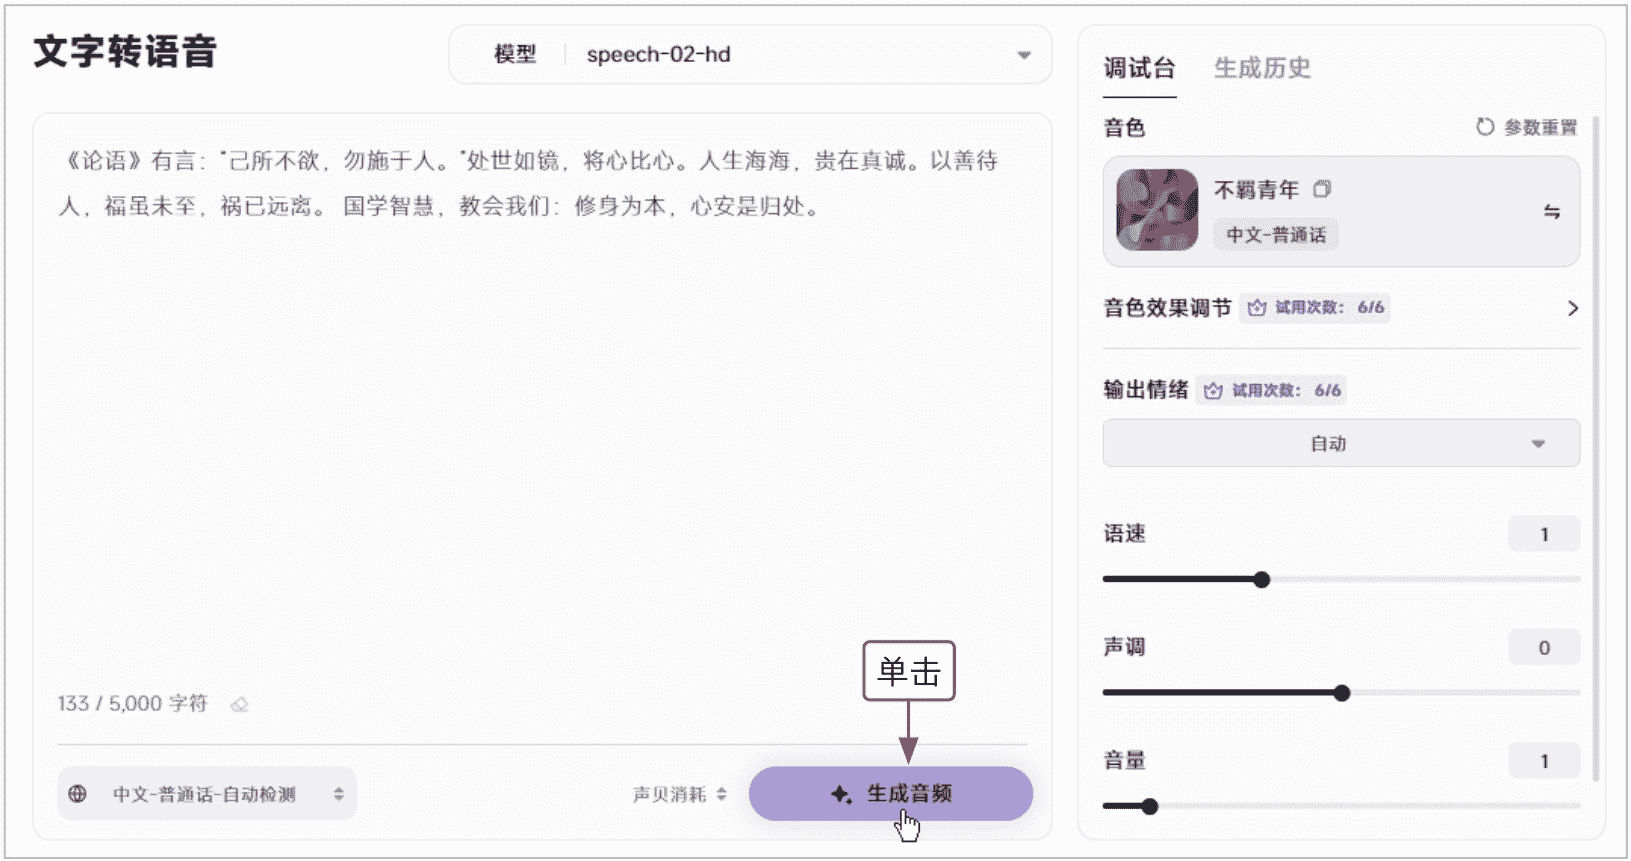 文字转语音
模型 speech-02-hd
《论语》有言：“己所不欲，勿施于人。”处世如镜，将心比心。人生海海，贵在真诚。以善待
人，福虽未至，祸已远离。 国学智慧，教会我们：修身为本，心安是归处。
133 / 5,000 字符
中文-普通话-自动检测
声贝消耗
单击
生成音频
调试台 生成历史
音色 参数重置
不羁青年
中文-普通话
音色效果调节 试用次数： 6/6
输出情绪 试用次数： 6/6
自动
语速 1
声调 0
音量 1